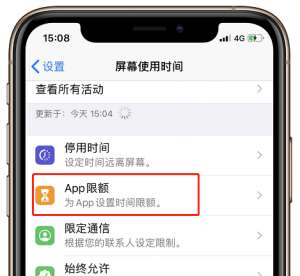 15:08
4G
设置
屏幕使用时间
查看所有活动
更新于：今天 15:04
停用时间
设定时间远离屏幕。
App 限额
为 App 设置时间限额。
限定通信
根据您的联系人设定限制。
始终允许